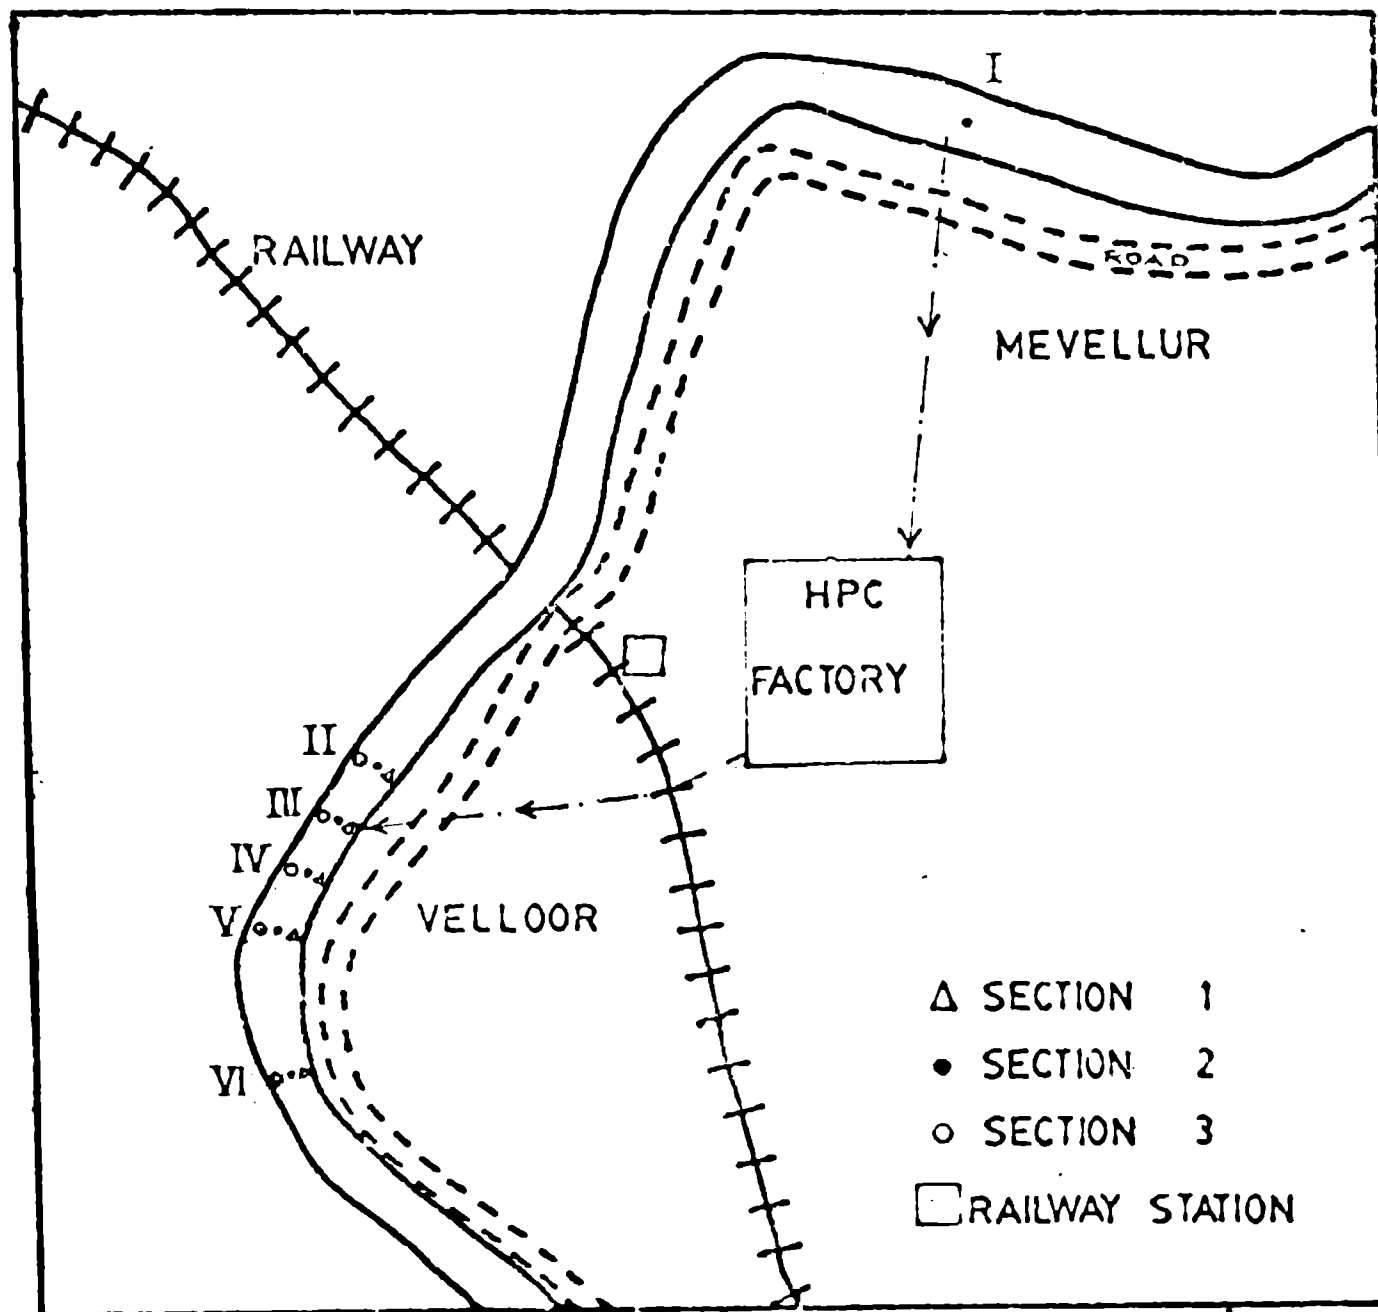 I
RAILWAY
ROAD
MEVELLUR
HPC
FACTORY
II
III
IV
V
VELLOOR
VI
SECTION 1
SECTION 2
SECTION 3
RAILWAY STATION